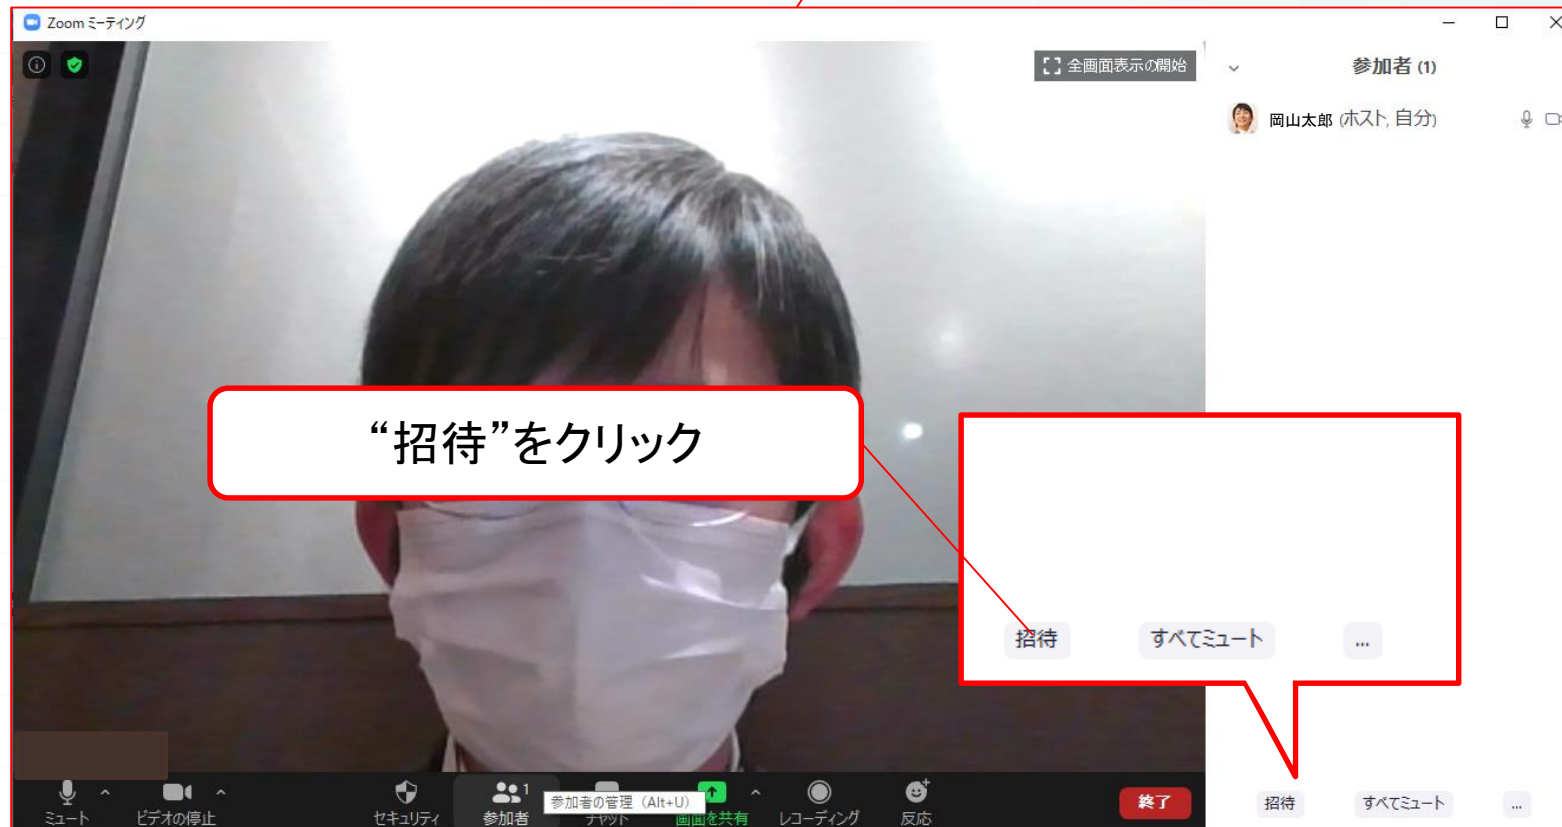 Zoom ミーティング
全画面表示の開始
参加者 (1)
岡山太郎 (ホスト, 自分)
“招待”をクリック
招待 すべてミュート ...
ミュート
ビデオの停止
セキュリティ
1
参加者
参加者の管理 (Alt+U)
チャット
画面を共有
レコーディング
反応
終了
招待 すべてミュート ...